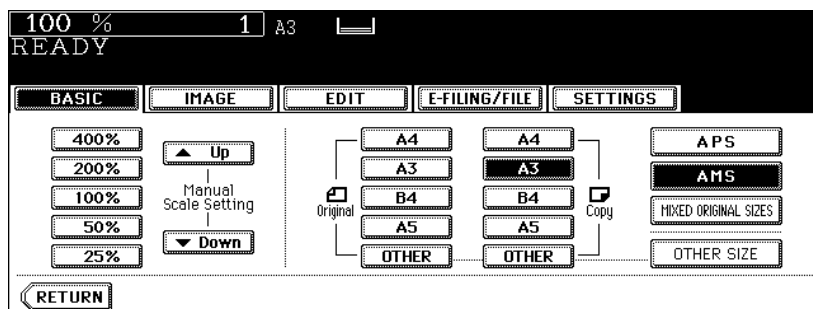 100 % 1 A3
READY
BASIC IMAGE EDIT E-FILING/FILE SETTINGS
400% Up A4 A4 APS
200% A3 A3 AMS
100% Manual Scale Setting Original B4 B4 Copy MIXED ORIGINAL SIZES
50% A5 A5
25% Down OTHER OTHER OTHER SIZE
RETURN